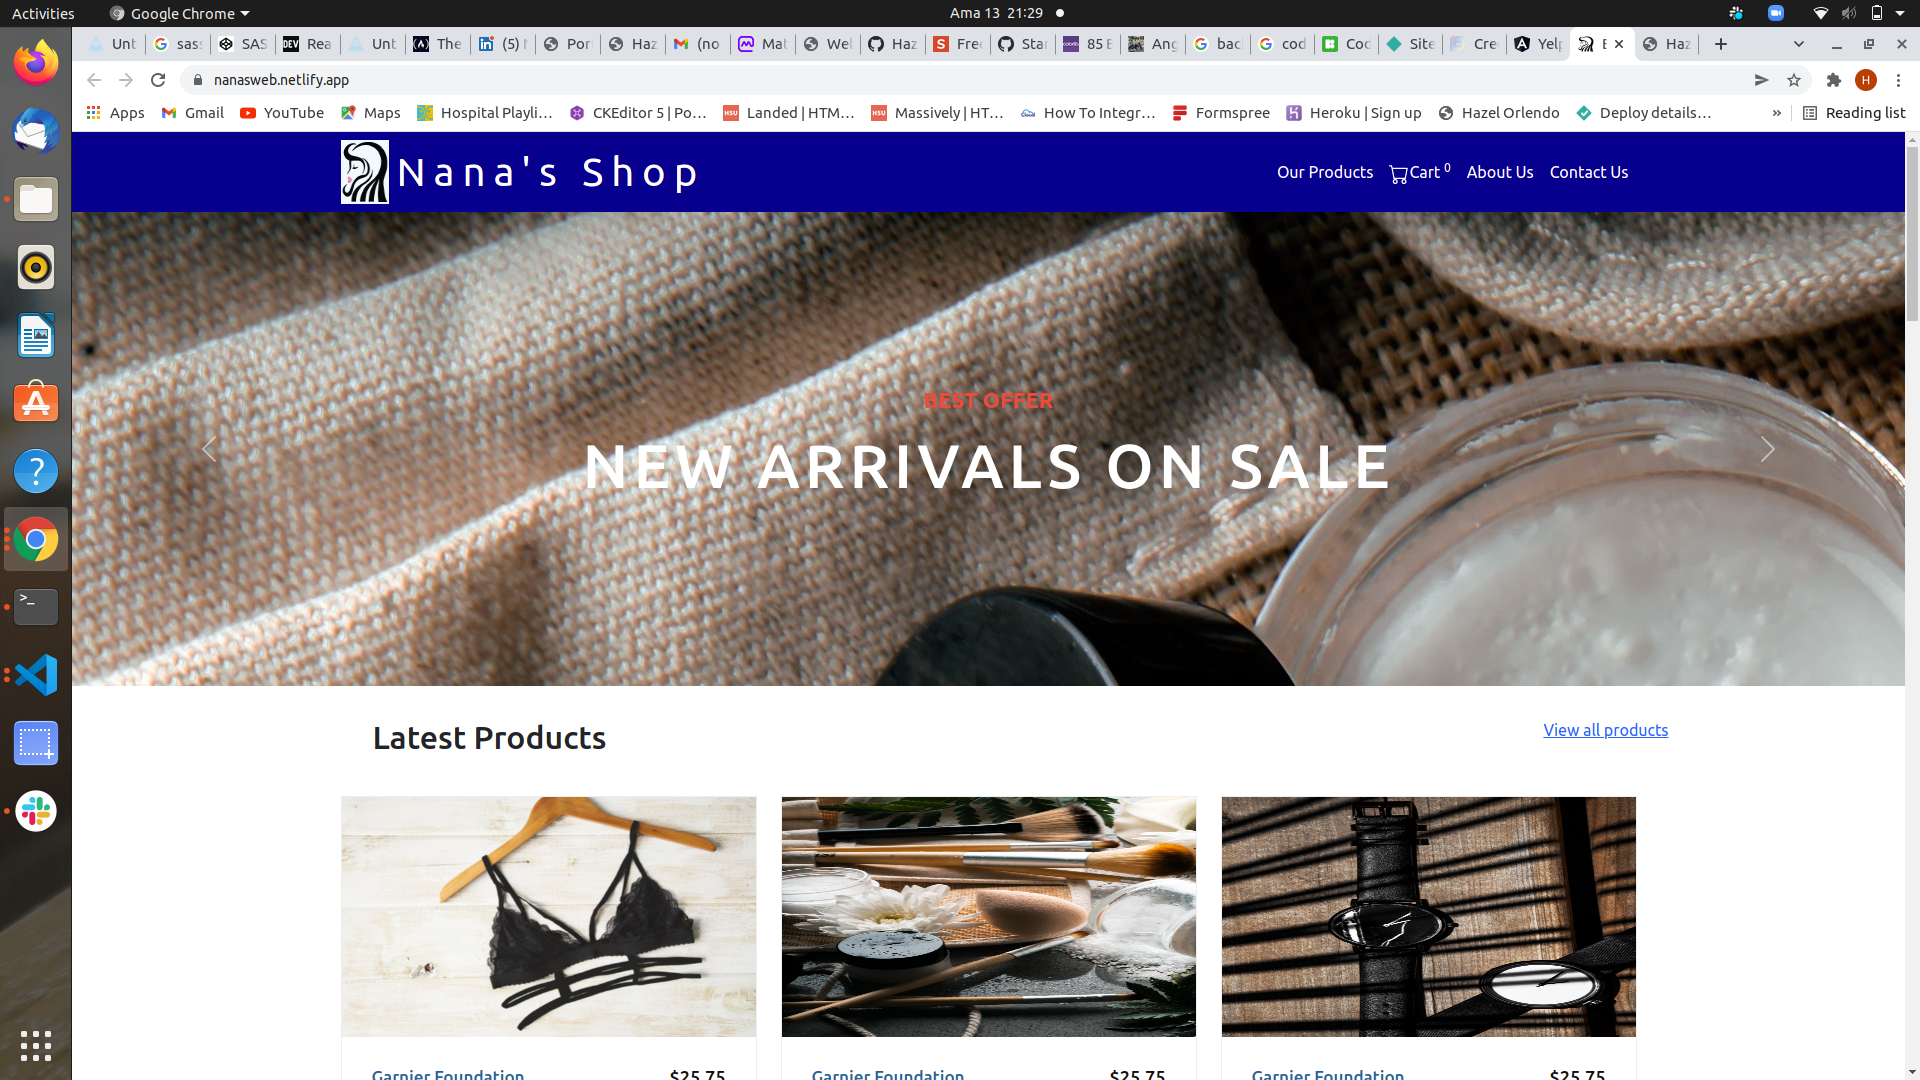 Activities
Google Chrome
Ama 13 21:29
Unt
sas
SAS
DEV Rea
Unt
The
(5)
Por
Haz
(no
Mat
Wel
Haz
Free
Star
85
Ang
bac
cod
Cod
Site
Cre
Yelp
Haz
nanasweb.netlify.app
H
Apps
Gmail
YouTube
Maps
Hospital Playli...
CKEditor 5 | Po...
Landed | HTM...
Massively | HT...
How To Integr...
Formspree
Heroku | Sign up
Hazel Orlendo
Deploy details...
»
Reading list
Nana's Shop
Our Products
Cart 0
About Us
Contact Us
BEST OFFER
NEW ARRIVALS ON SALE
Latest Products
View all products
Garnier Foundation $25.75
Garnier Foundation $25.75
Garnier Foundation $25.75